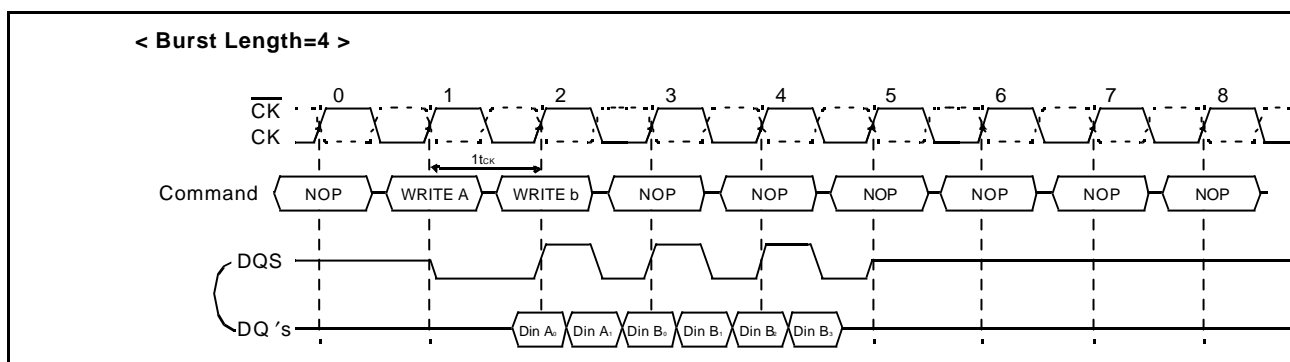 < Burst Length=4 >
0 1 2 3 4 5 6 7 8
CK
CK
1tCK
Command NOP WRITE A WRITE b NOP NOP NOP NOP NOP NOP
DQS
DQ 's Din A0 Din A1 Din B0 Din B1 Din B2 Din B3